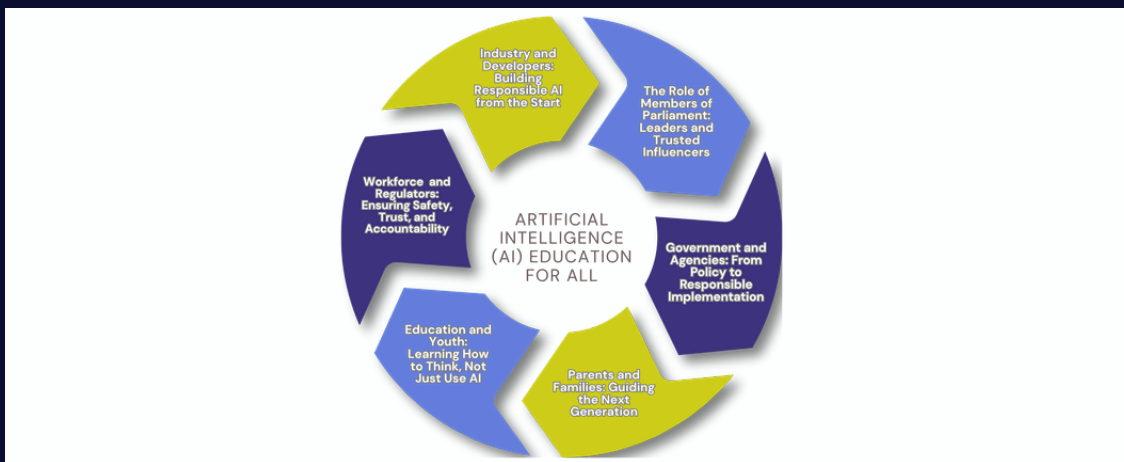 Industry and
Developers:
Building
Responsible AI
from the Start
The Role of
Members of
Parliament:
Leaders and
Trusted
Influencers
Government and
Agencies: From
Policy to
Responsible
Implementation
Parents and
Families: Guiding
the Next
Generation
Education and
Youth:
Learning How
to Think, Not
Just Use AI
Workforce and
Regulators:
Ensuring Safety,
Trust, and
Accountability
ARTIFICIAL
INTELLIGENCE
(AI) EDUCATION
FOR ALL